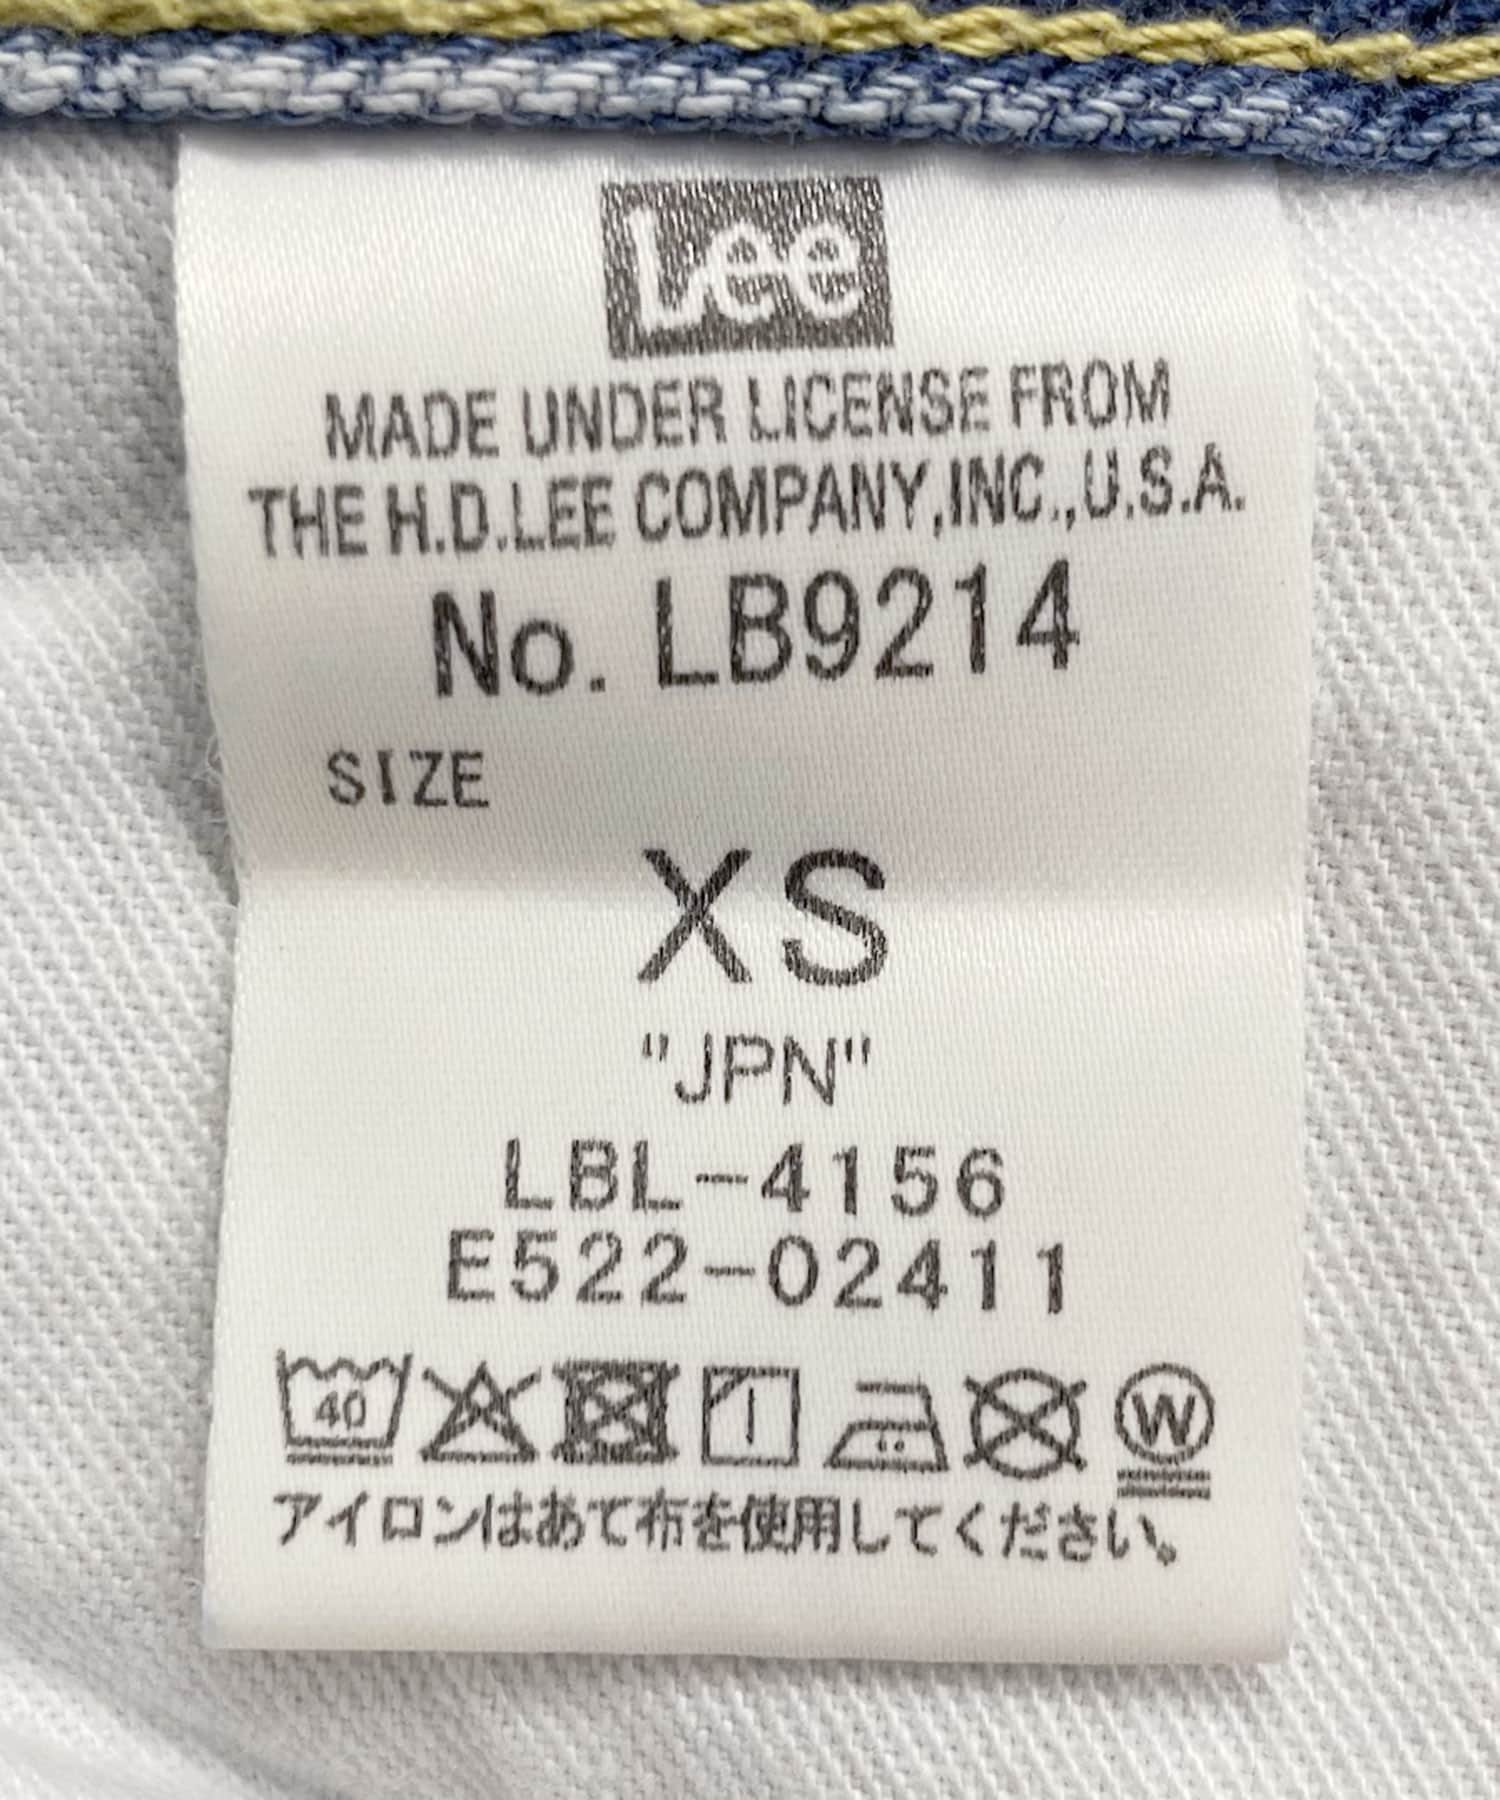 Lee
MADE UNDER LICENSE FROM
THE H.D.LEE COMPANY,INC.,U.S.A.
No. LB9214
SIZE
XS
"JPN"
LBL-4156
E522-02411
40
W
アイロンはあて布を使用してください。